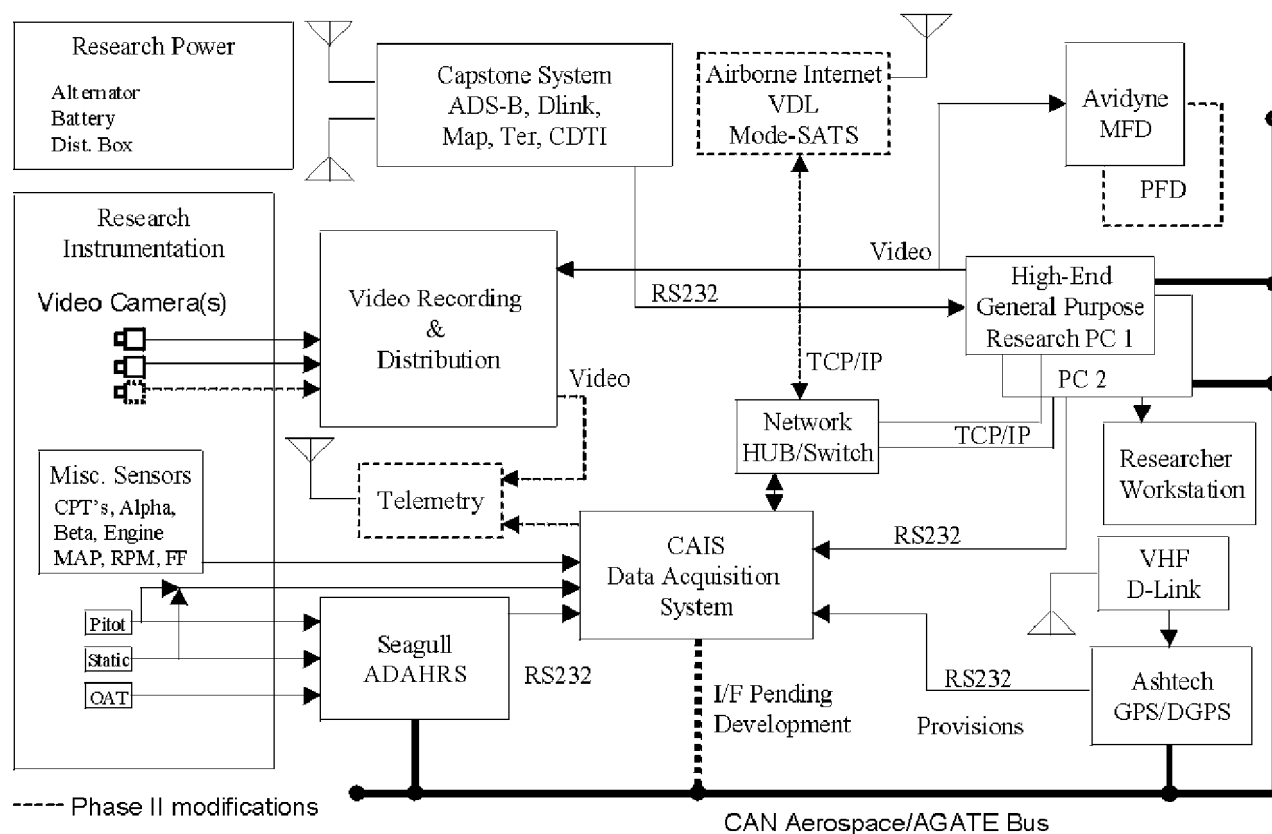 Research Power
Alternator
Battery
Dist. Box
Capstone System
ADS-B, Dlink,
Map, Ter, CDTI
Airborne Internet
VDL
Mode-SATS
Avidyne
MFD
PFD
Research
Instrumentation
Video Camera(s)
Video Recording
&
Distribution
Video
RS232
High-End
General Purpose
Research PC 1
PC 2
TCP/IP
Video
Network
HUB/Switch
TCP/IP
Researcher
Workstation
Misc. Sensors
CPT's, Alpha,
Beta, Engine
MAP, RPM, FF
Telemetry
CAIS
Data Acquisition
System
RS232
VHF
D-Link
Pitot
Static
OAT
Seagull
ADAHRS
RS232
I/F Pending
Development
RS232
Provisions
Ashtech
GPS/DGPS
Phase II modifications
CAN Aerospace/AGATE Bus